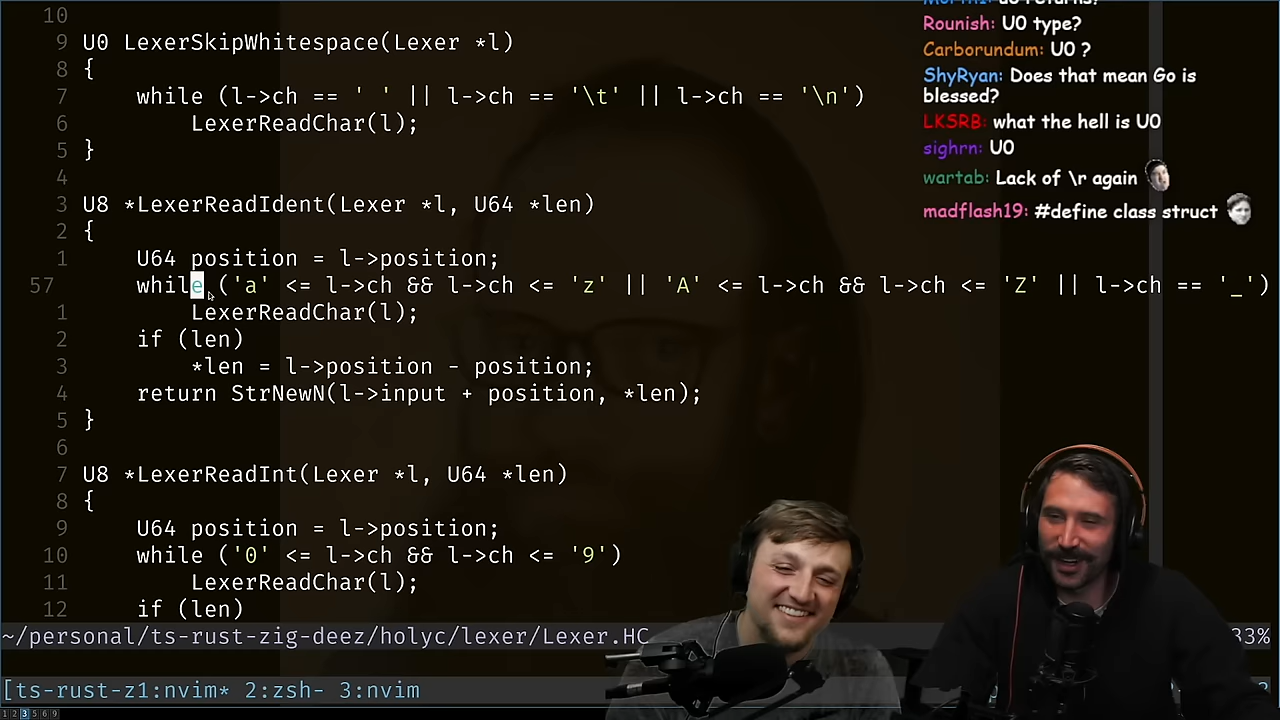 10
9 U0 LexerSkipWhitespace(Lexer *l)
8 {
7 while (l->ch == ' ' || l->ch == '\t' || l->ch == '\n')
6 LexerReadChar(l);
5 }
4
3 U8 *LexerReadIdent(Lexer *l, U64 *len)
2 {
1 U64 position = l->position;
57 while ('a' <= l->ch && l->ch <= 'z' || 'A' <= l->ch && l->ch <= 'Z' || l->ch == '_')
1 LexerReadChar(l);
2 if (len)
3 *len = l->position - position;
4 return StrNewN(l->input + position, *len);
5 }
6
7 U8 *LexerReadInt(Lexer *l, U64 *len)
8 {
9 U64 position = l->position;
10 while ('0' <= l->ch && l->ch <= '9')
11 LexerReadChar(l);
12 if (len)
~/personal/ts-rust-zig-deez/holyc/lexer/Lexer.HC 33%
[ts-rust-z1:nvim* 2:zsh- 3:nvim
1 2 3 5 6 9
Rounish: U0 type?
Carborundum: U0 ?
ShyRyan: Does that mean Go is
blessed?
LKSRB: what the hell is U0
sighrn: U0
wartab: Lack of \r again
madflash19: #define class struct